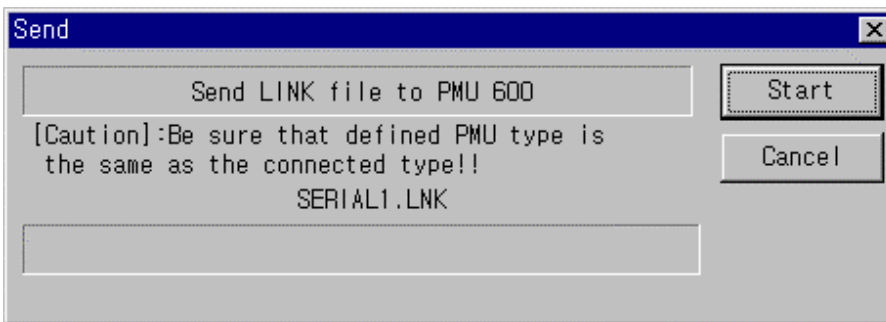 Send
Send LINK file to PMU 600
Start
[Caution]:Be sure that defined PMU type is
the same as the connected type!!
Cancel
SERIAL1.LNK